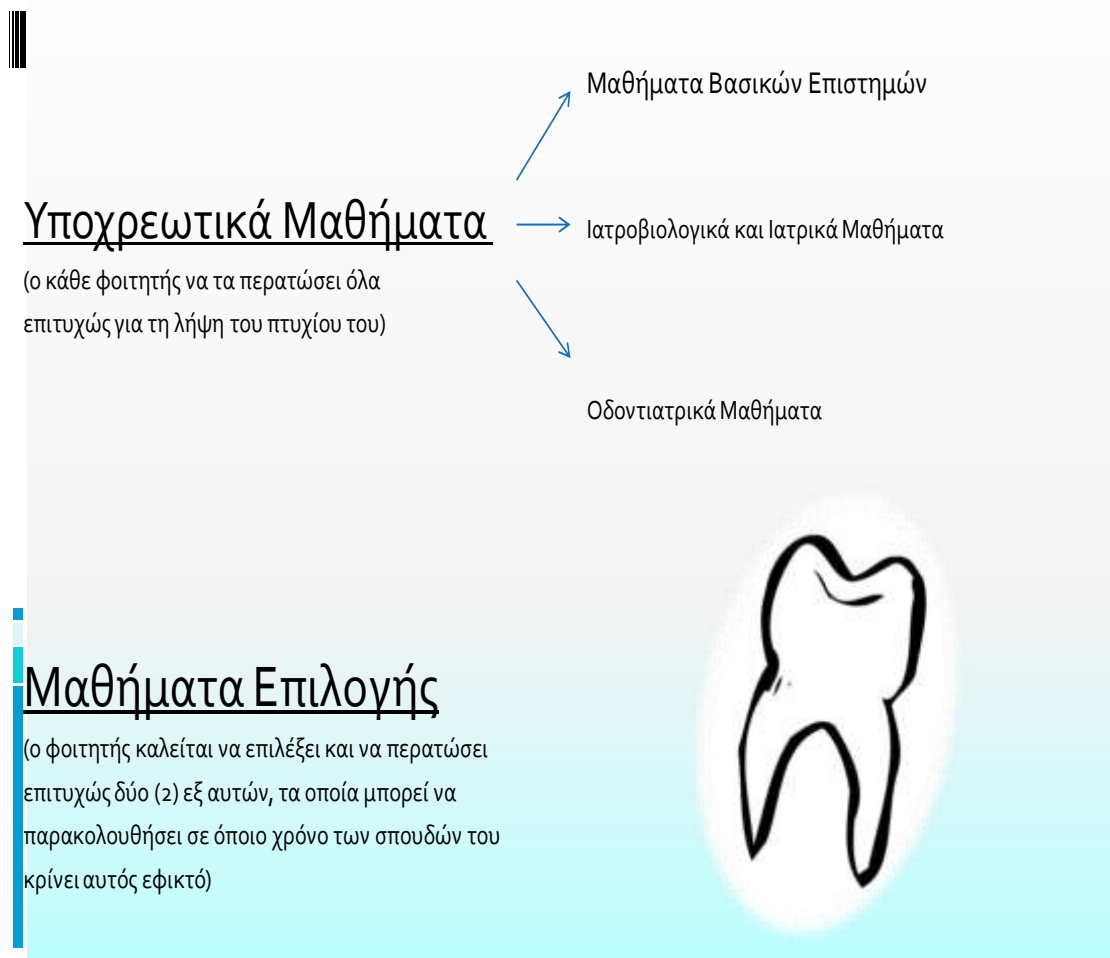 Μαθήματα Βασικών Επιστημών
Υποχρεωτικά Μαθήματα
Ιατροβιολογικά και Ιατρικά Μαθήματα
(ο κάθε φοιτητής να τα περατώσει όλα
επιτυχώς για τη λήψη του πτυχίου του)
Οδοντιατρικά Μαθήματα
Μαθήματα Επιλογής
(ο φοιτητής καλείται να επιλέξει και να περατώσει
επιτυχώς δύο (2) εξ αυτών, τα οποία μπορεί να
παρακολουθήσει σε όποιο χρόνο των σπουδών του
κρίνει αυτός εφικτό)